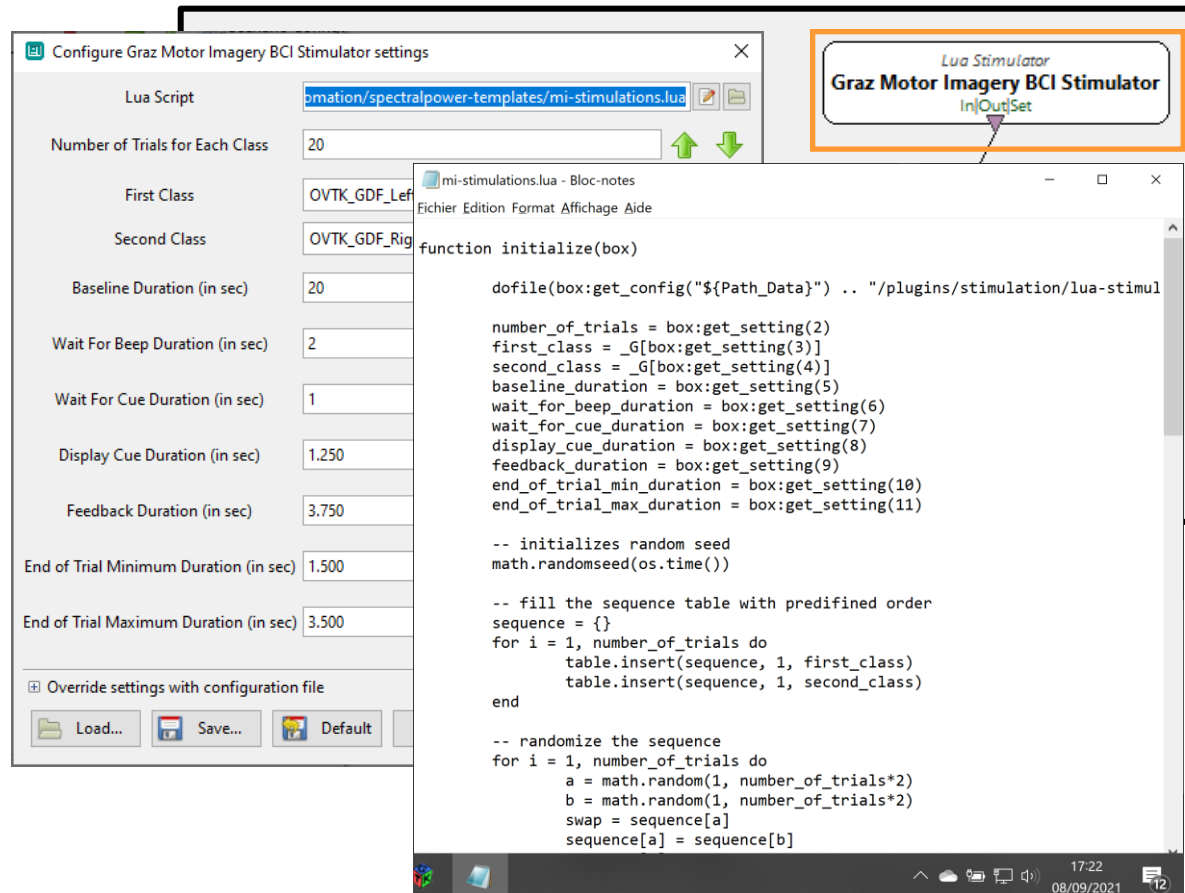 Configure Graz Motor Imagery BCI Stimulator settings
Lua Script
omation/spectralpower-templates/mi-stimulations.lua
Number of Trials for Each Class
20
First Class
OVTK_GDF_Left
Second Class
OVTK_GDF_Rig
Baseline Duration (in sec)
20
Wait For Beep Duration (in sec)
2
Wait For Cue Duration (in sec)
1
Display Cue Duration (in sec)
1.250
Feedback Duration (in sec)
3.750
End of Trial Minimum Duration (in sec)
1.500
End of Trial Maximum Duration (in sec)
3.500
Override settings with configuration file
Load...
Save...
Default
Lua Stimulator
Graz Motor Imagery BCI Stimulator
In|Out|Set
mi-stimulations.lua - Bloc-notes
Fichier Edition Format Affichage Aide
function initialize(box)
dofile(box:get_config("${Path_Data}") .. "/plugins/stimulation/lua-stimul
number_of_trials = box:get_setting(2)
first_class = _G[box:get_setting(3)]
second_class = _G[box:get_setting(4)]
baseline_duration = box:get_setting(5)
wait_for_beep_duration = box:get_setting(6)
wait_for_cue_duration = box:get_setting(7)
display_cue_duration = box:get_setting(8)
feedback_duration = box:get_setting(9)
end_of_trial_min_duration = box:get_setting(10)
end_of_trial_max_duration = box:get_setting(11)
-- initializes random seed
math.randomseed(os.time())
-- fill the sequence table with predifined order
sequence = {}
for i = 1, number_of_trials do
table.insert(sequence, 1, first_class)
table.insert(sequence, 1, second_class)
end
-- randomize the sequence
for i = 1, number_of_trials do
a = math.random(1, number_of_trials*2)
b = math.random(1, number_of_trials*2)
swap = sequence[a]
sequence[a] = sequence[b]
17:22
08/09/2021
12